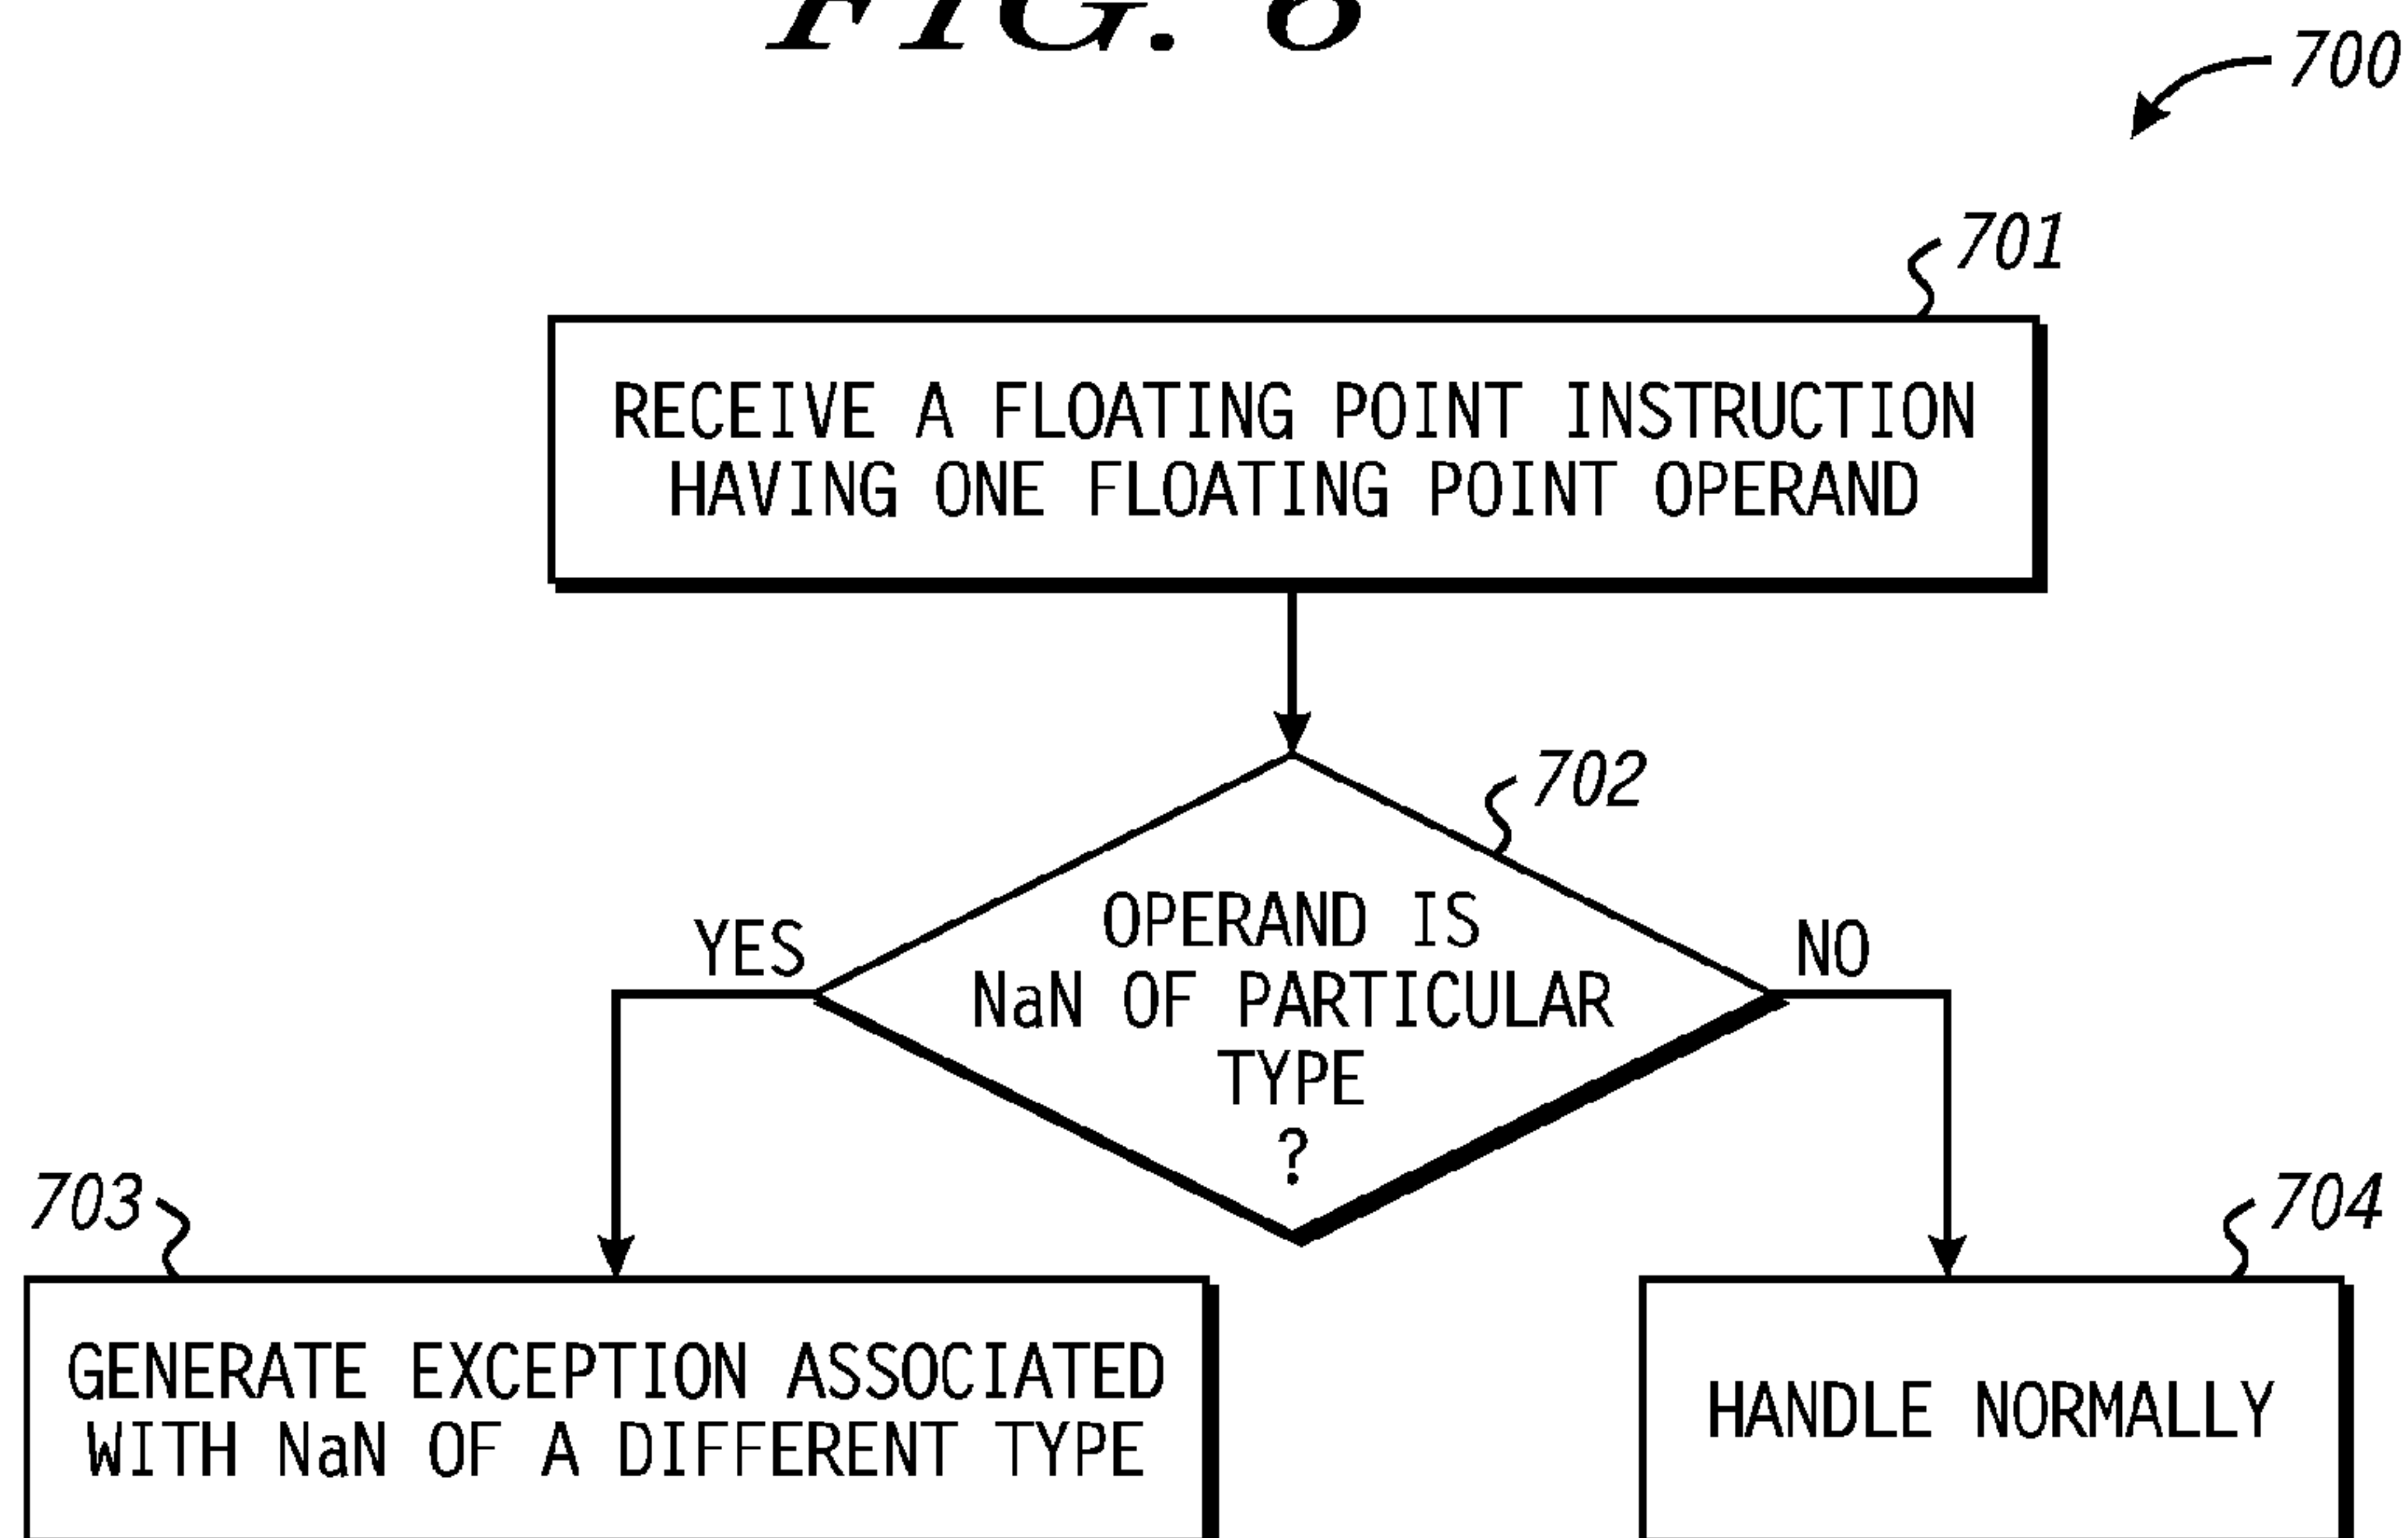 FIG. 6
700
701
RECEIVE A FLOATING POINT INSTRUCTION
HAVING ONE FLOATING POINT OPERAND
702
OPERAND IS
NaN OF PARTICULAR
TYPE
?
YES
NO
703
704
GENERATE EXCEPTION ASSOCIATED
WITH NaN OF A DIFFERENT TYPE
HANDLE NORMALLY